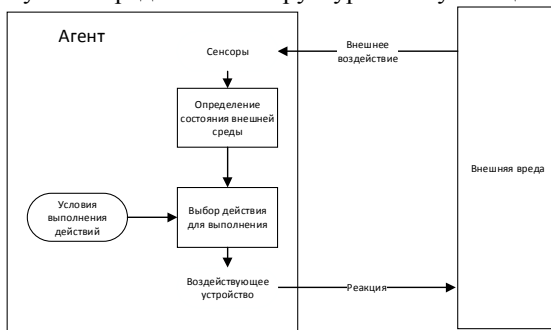 Агент
Сенсоры
Внешнее
воздействие
Определение
состояния внешней
среды
Внешняя вреда
Условия
выполнения
действий
Выбор действия
для выполнения
Воздействующее
устройство
Реакция